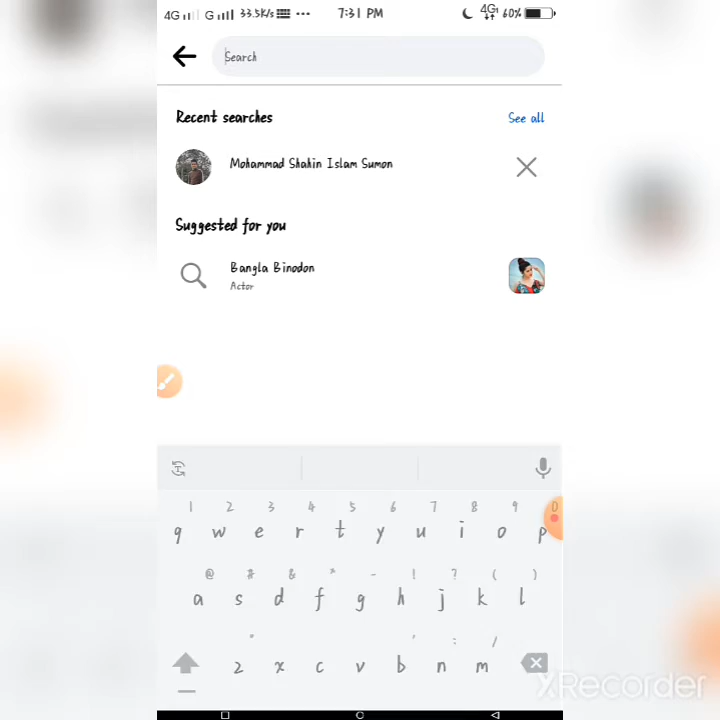 4G G 33.5K/s ... 7:31 PM 4G 60%
Search
Recent searches See all
Mohammad Shahin Islam Sumon
Suggested for you
Bangla Binodon
Actor
1 2 3 4 5 6 7 8 9 0
q w e r t y u i o p
@ # & * - ! ? ( )
a s d f g h j k l
" ' : /
z x c v b n m
XRecorder